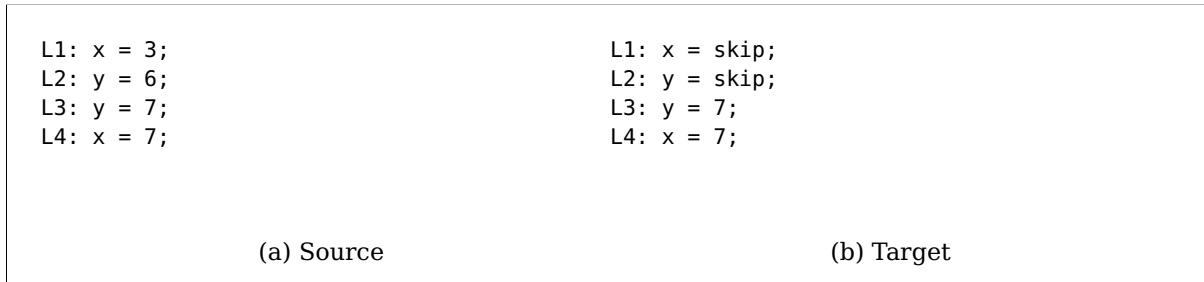 L1: x = 3;
L2: y = 6;
L3: y = 7;
L4: x = 7;
(a) Source
L1: x = skip;
L2: y = skip;
L3: y = 7;
L4: x = 7;
(b) Target